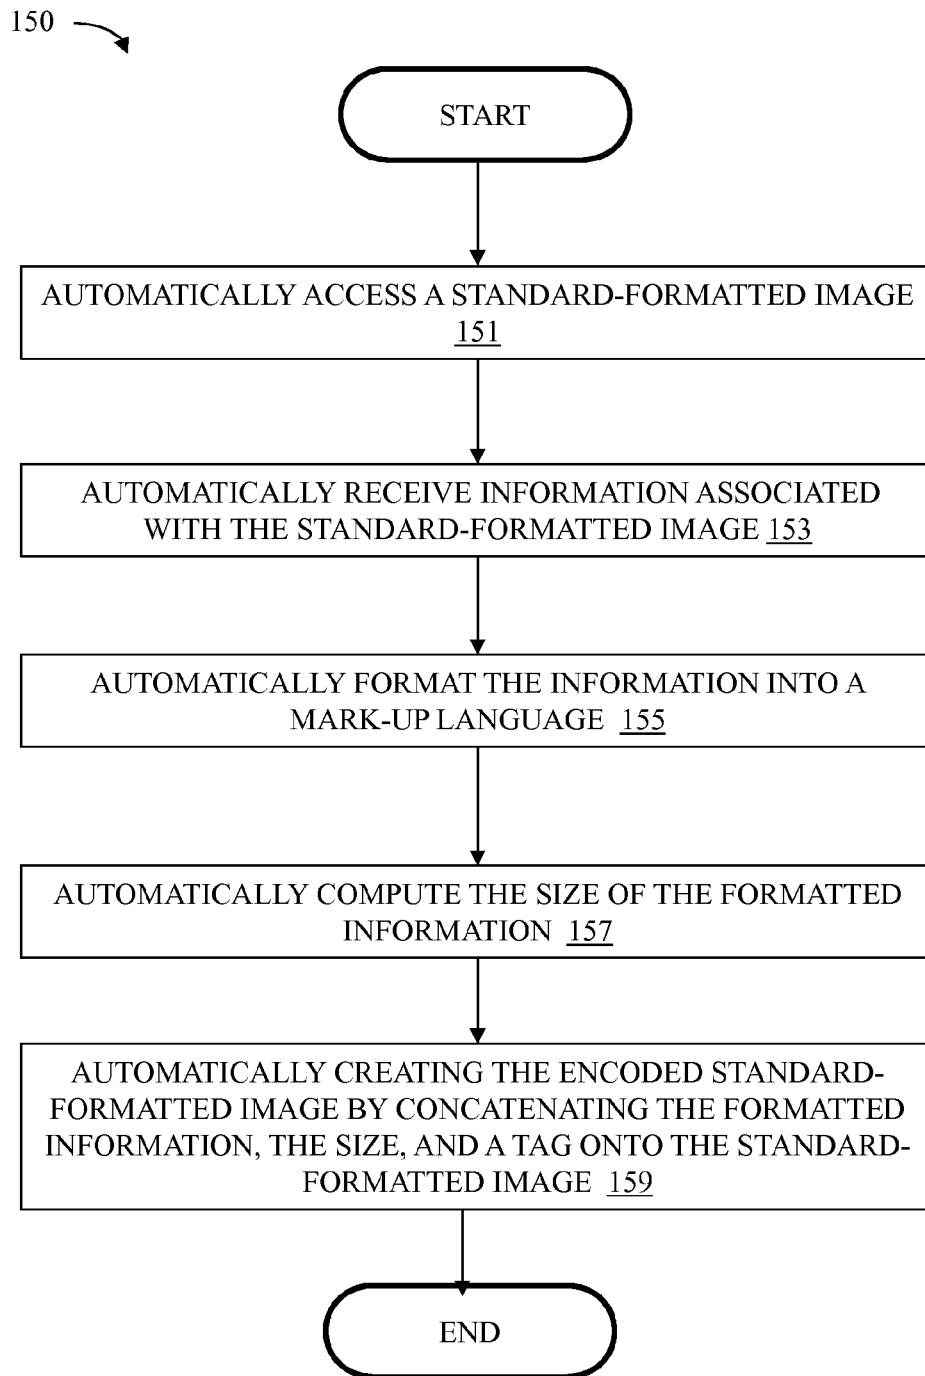 150
START
AUTOMATICALLY ACCESS A STANDARD-FORMATTED IMAGE
151
AUTOMATICALLY RECEIVE INFORMATION ASSOCIATED
WITH THE STANDARD-FORMATTED IMAGE 153
AUTOMATICALLY FORMAT THE INFORMATION INTO A
MARK-UP LANGUAGE 155
AUTOMATICALLY COMPUTE THE SIZE OF THE FORMATTED
INFORMATION 157
AUTOMATICALLY CREATING THE ENCODED STANDARD-
FORMATTED IMAGE BY CONCATENATING THE FORMATTED
INFORMATION, THE SIZE, AND A TAG ONTO THE STANDARD-
FORMATTED IMAGE 159
END